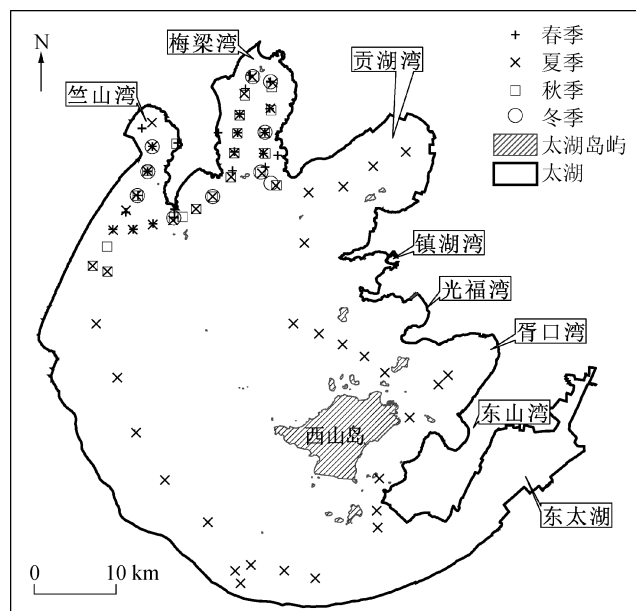 N
梅梁湾
贡湖湾
竺山湾
春季
夏季
秋季
冬季
太湖岛屿
太湖
镇湖湾
光福湾
胥口湾
东山湾
西山岛
东太湖
0 10 km